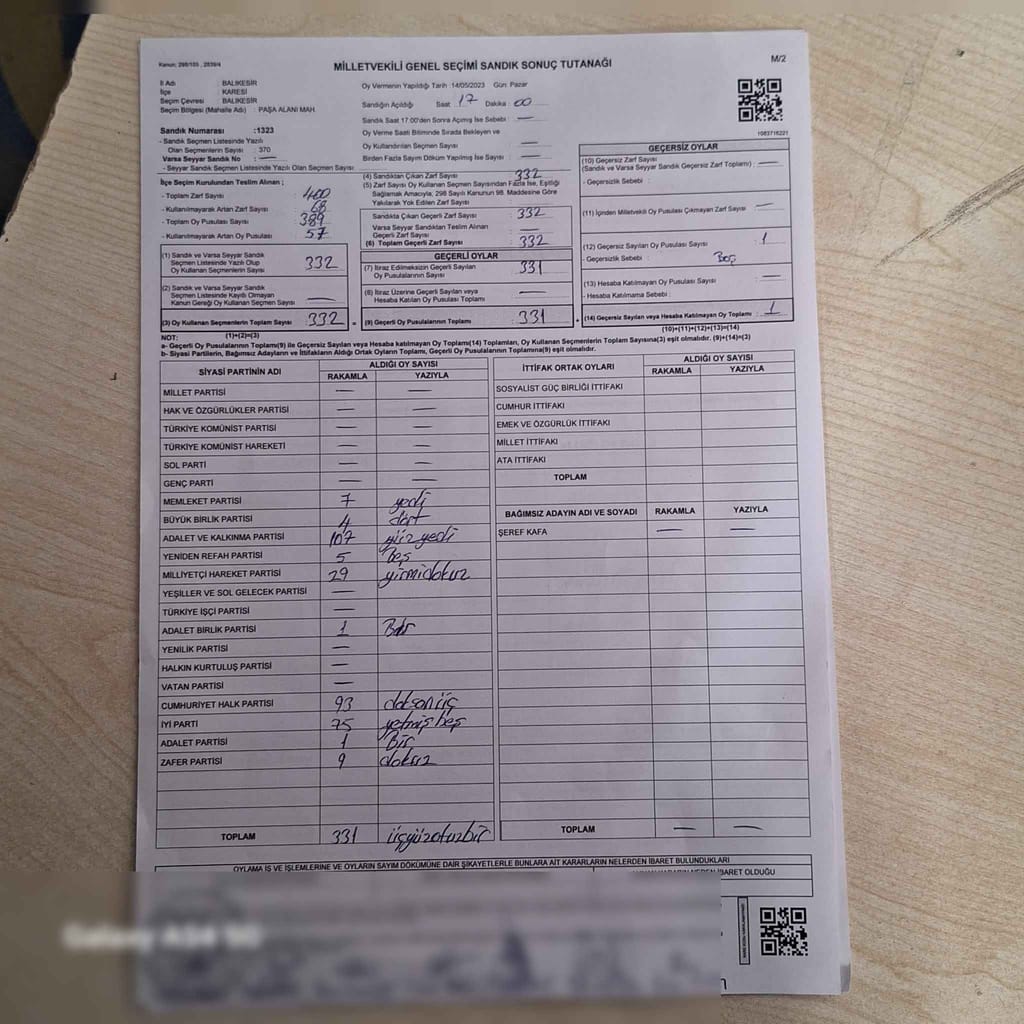 Kanun: 298/105 , 2839/4
MİLLETVEKİLİ GENEL SEÇİMİ SANDIK SONUÇ TUTANAĞI
M/2
İl Adı BALIKESİR
İlçe KARESİ
Seçim Çevresi BALIKESİR
Seçim Bölgesi (Mahalle Adı) : PAŞA ALANI MAH.
Sandık Numarası :1323
- Sandık Seçmen Listesinde Yazılı
Olan Seçmenlerin Sayısı : 370
Varsa Seyyar Sandık No : —
- Seyyar Sandık Seçmen Listesinde Yazılı Olan Seçmen Sayısı
Oy Vermenin Yapıldığı Tarih :14/05/2023 Gün: Pazar
Sandığın Açıldığı Saat 17 Dakika 00
Sandık Saat 17.00'den Sonra Açılmış İse Sebebi : —
Oy Verme Saati Bitiminde Sırada Bekleyen ve
Oy Kullandırılan Seçmen Sayısı : —
Birden Fazla Sayım Döküm Yapılmış İse Sayısı : —
1083716221
İlçe Seçim Kurulundan Teslim Alınan ;
- Toplam Zarf Sayısı : 400
- Kullanılmayarak Artan Zarf Sayısı : 68
- Toplam Oy Pusulası Sayısı : 389
- Kullanılmayarak Artan Oy Pusulası : 57
(1) Sandık ve Varsa Seyyar Sandık
Seçmen Listesinde Yazılı Olup
Oy Kullanan Seçmenlerin Sayısı 332
(2) Sandık ve Varsa Seyyar Sandık
Seçmen Listesinde Kayıtlı Olmayan
Kanun Gereği Oy Kullanan Seçmen Sayısı —
(3) Oy Kullanan Seçmenlerin Toplam Sayısı : 332 =
(1)+(2)=(3)
(4) Sandıktan Çıkan Zarf Sayısı : 332
(5) Zarf Sayısı Oy Kullanan Seçmen Sayısından Fazla İse, Eşitliği
Sağlamak Amacıyla, 298 Sayılı Kanunun 98. Maddesine Göre
Yakılarak Yok Edilen Zarf Sayısı :
Sandıkta Çıkan Geçerli Zarf Sayısı : 332
Varsa Seyyar Sandıktan Teslim Alınan
Geçerli Zarf Sayısı : —
(6) Toplam Geçerli Zarf Sayısı : 332
GEÇERLİ OYLAR
(7) İtiraz Edilmeksizin Geçerli Sayılan
Oy Pusulalarının Sayısı : 331
(8) İtiraz Üzerine Geçerli Sayılan veya
Hesaba Katılan Oy Pusulası Toplamı : —
(9) Geçerli Oy Pusulalarının Toplamı : 331 +
GEÇERSİZ OYLAR
(10) Geçersiz Zarf Sayısı
(Sandık ve Varsa Seyyar Sandık Geçersiz Zarf Toplamı) : —
- Geçersizlik Sebebi :
(11) İçinden Milletvekili Oy Pusulası Çıkmayan Zarf Sayısı : —
(12) Geçersiz Sayılan Oy Pusulası Sayısı : 1
- Geçersizlik Sebebi : Boş
(13) Hesaba Katılmayan Oy Pusulası Sayısı : —
- Hesaba Katılmama Sebebi :
(14) Geçersiz Sayılan veya Hesaba Katılmayan Oy Toplamı : 1
(10)+(11)+(12)+(13)=(14)
NOT:
a- Geçerli Oy Pusulalarının Toplamı(9) ile Geçersiz Sayılan veya Hesaba katılmayan Oy Toplamı(14) Toplamları, Oy Kullanan Seçmenlerin Toplam Sayısına(3) eşit olmalıdır. (9)+(14)=(3)
b- Siyasi Partilerin, Bağımsız Adayların ve İttifakların Aldığı Ortak Oyların Toplamı, Geçerli Oy Pusulalarının Toplamına(9) eşit olmalıdır.
SİYASİ PARTİNİN ADI ALDIĞI OY SAYISI
RAKAMLA YAZIYLA
MİLLET PARTİSİ — —
HAK VE ÖZGÜRLÜKLER PARTİSİ — —
TÜRKİYE KOMÜNİST PARTİSİ — —
TÜRKİYE KOMÜNİST HAREKETİ — —
SOL PARTİ — —
GENÇ PARTİ — —
MEMLEKET PARTİSİ 7 yedi
BÜYÜK BİRLİK PARTİSİ 4 dört
ADALET VE KALKINMA PARTİSİ 107 yüz yedi
YENİDEN REFAH PARTİSİ 5 Beş
MİLLİYETÇİ HAREKET PARTİSİ 29 yirmidokuz
YEŞİLLER VE SOL GELECEK PARTİSİ —
TÜRKİYE İŞÇİ PARTİSİ —
ADALET BİRLİK PARTİSİ 1 Bir
YENİLİK PARTİSİ —
HALKIN KURTULUŞ PARTİSİ —
VATAN PARTİSİ —
CUMHURİYET HALK PARTİSİ 93 doksanüç
İYİ PARTİ 75 yetmiş beş
ADALET PARTİSİ 1 Bir
ZAFER PARTİSİ 9 dokuz
TOPLAM 331 üçyüzotuzbir
İTTİFAK ORTAK OYLARI ALDIĞI OY SAYISI
RAKAMLA YAZIYLA
SOSYALİST GÜÇ BİRLİĞİ İTTİFAKI
CUMHUR İTTİFAKI
EMEK VE ÖZGÜRLÜK İTTİFAKI
MİLLET İTTİFAKI
ATA İTTİFAKI
TOPLAM
BAĞIMSIZ ADAYIN ADI VE SOYADI RAKAMLA YAZIYLA
ŞEREF KAFA — —
TOPLAM — —
OYLAMA İŞ VE İŞLEMLERİNE VE OYLARIN SAYIM DÖKÜMÜNE DAİR ŞİKAYETLERLE BUNLARA AİT KARARLARIN NELERDEN İBARET BULUNDUKLARI